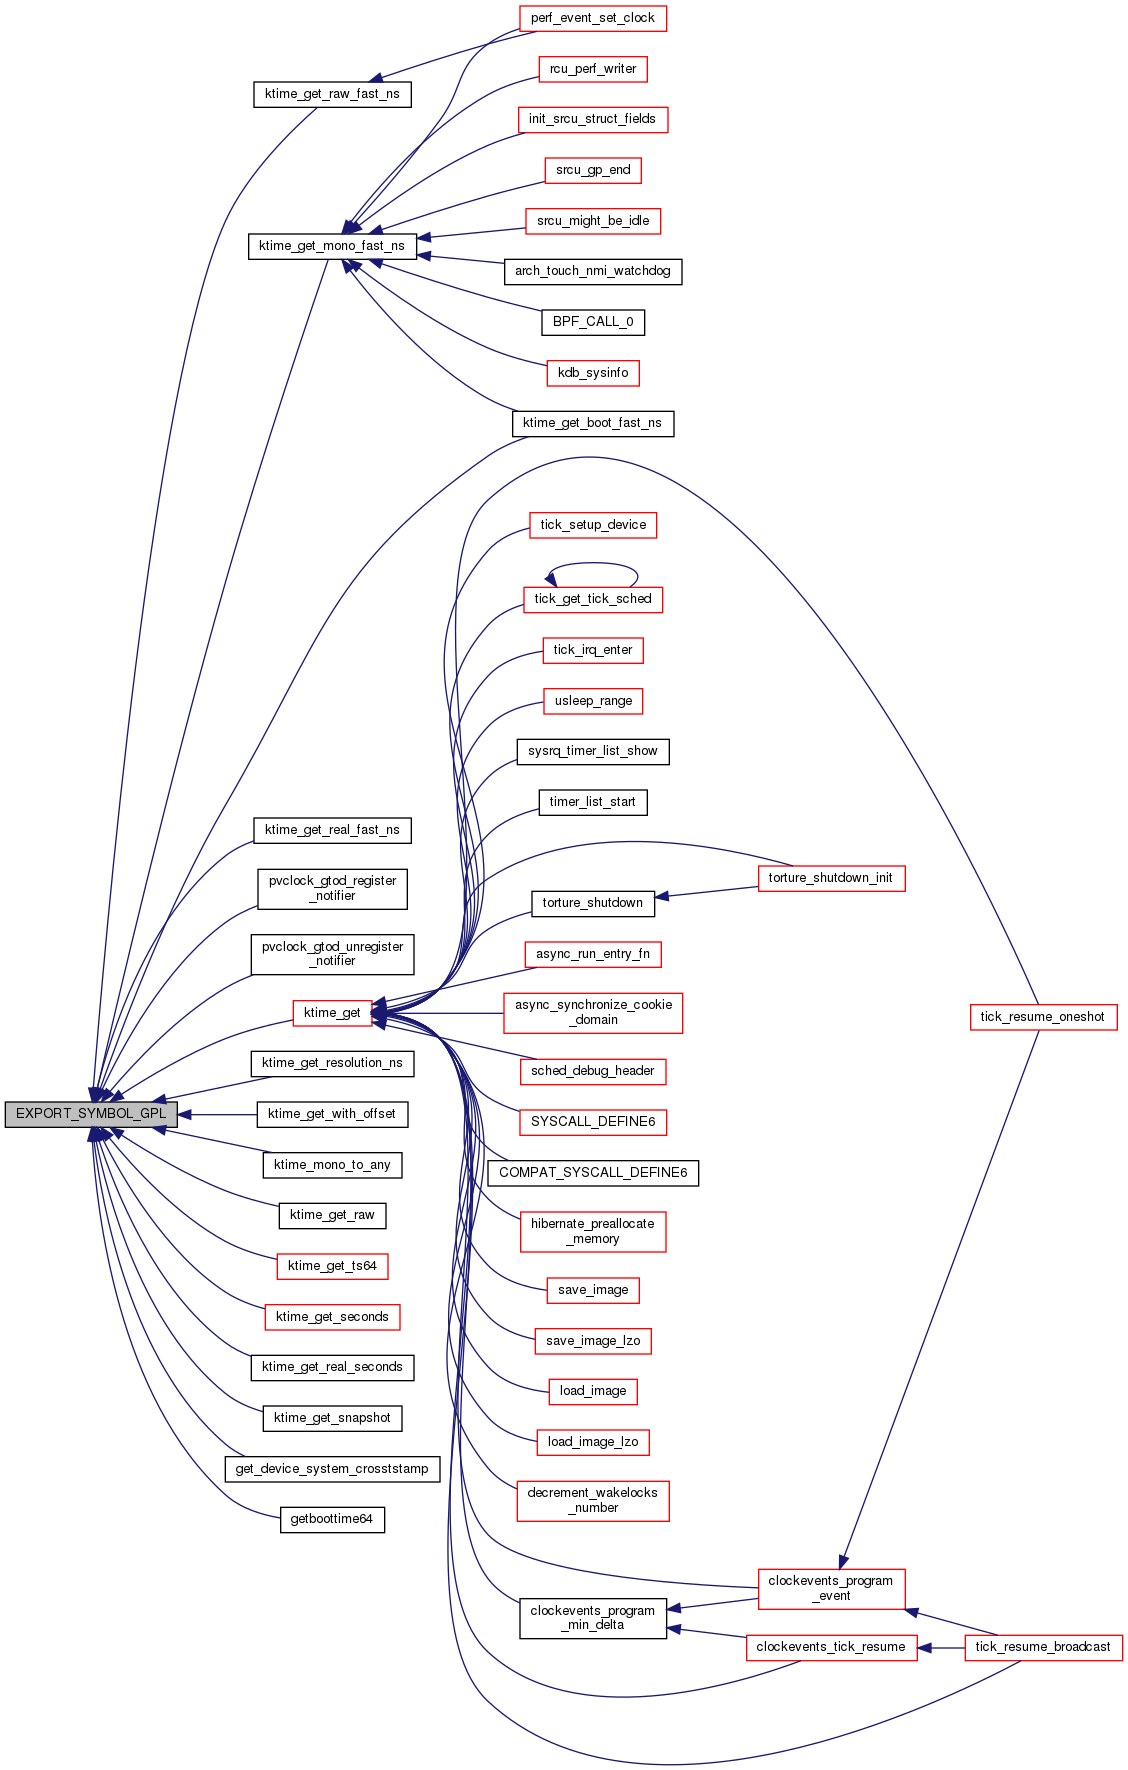 perf_event_set_clock
rcu_perf_writer
ktime_get_raw_fast_ns
init_srcu_struct_fields
srcu_gp_end
srcu_might_be_idle
ktime_get_mono_fast_ns
arch_touch_nmi_watchdog
BPF_CALL_0
kdb_sysinfo
ktime_get_boot_fast_ns
tick_setup_device
tick_get_tick_sched
tick_irq_enter
usleep_range
sysrq_timer_list_show
timer_list_start
ktime_get_real_fast_ns
torture_shutdown_init
pvclock_gtod_register
_notifier
torture_shutdown
pvclock_gtod_unregister
_notifier
async_run_entry_fn
ktime_get
async_synchronize_cookie
_domain
tick_resume_oneshot
ktime_get_resolution_ns
sched_debug_header
EXPORT_SYMBOL_GPL
ktime_get_with_offset
SYSCALL_DEFINE6
ktime_mono_to_any
COMPAT_SYSCALL_DEFINE6
ktime_get_raw
hibernate_preallocate
_memory
ktime_get_ts64
save_image
ktime_get_seconds
save_image_lzo
ktime_get_real_seconds
load_image
ktime_get_snapshot
load_image_lzo
get_device_system_crosststamp
decrement_wakelocks
_number
getboottime64
clockevents_program
_event
clockevents_program
_min_delta
clockevents_tick_resume
tick_resume_broadcast